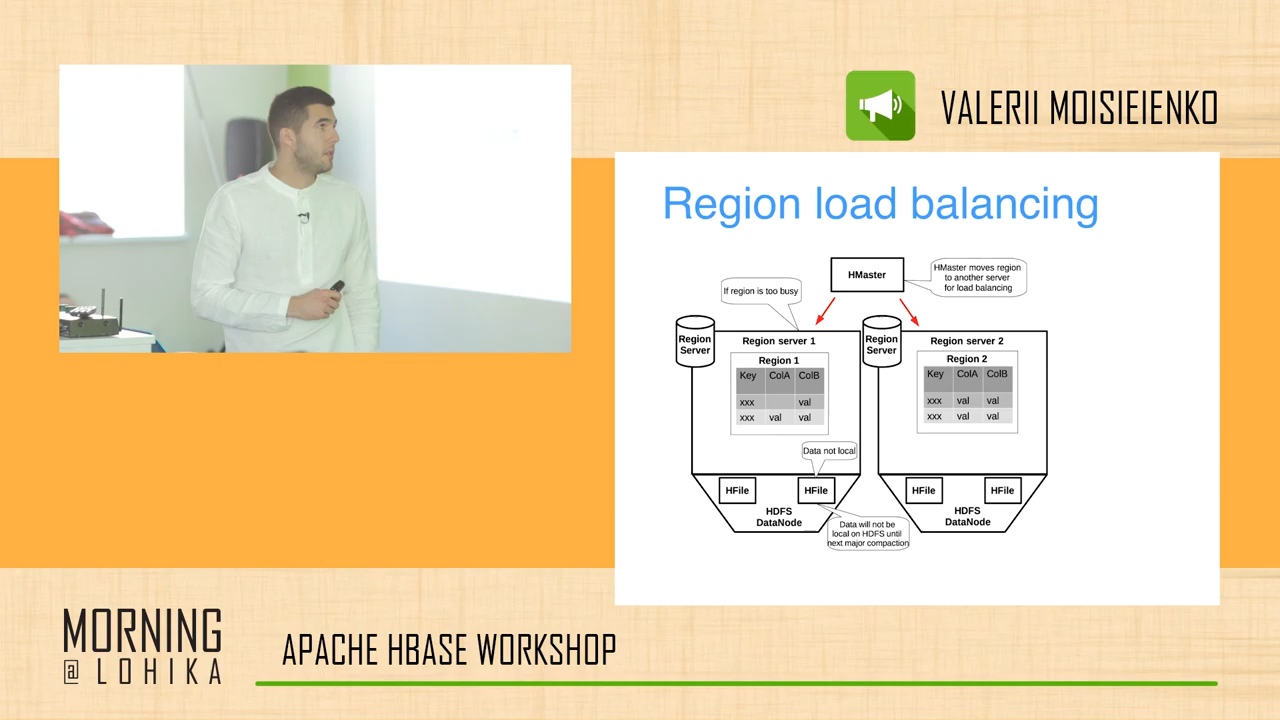 VALERII MOISIEIENKO
Region load balancing
HMaster
HMaster moves region
to another server
for load balancing
If region is too busy
Region
Server
Region server 1
Region 1
Key ColA ColB
xxx val
xxx val val
Data not local
HFile HFile
HDFS
DataNode
Data will not be
local on HDFS until
next major compaction
Region
Server
Region server 2
Region 2
Key ColA ColB
xxx val val
xxx val val
HFile HFile
HDFS
DataNode
MORNING
@ LOHIKA
APACHE HBASE WORKSHOP